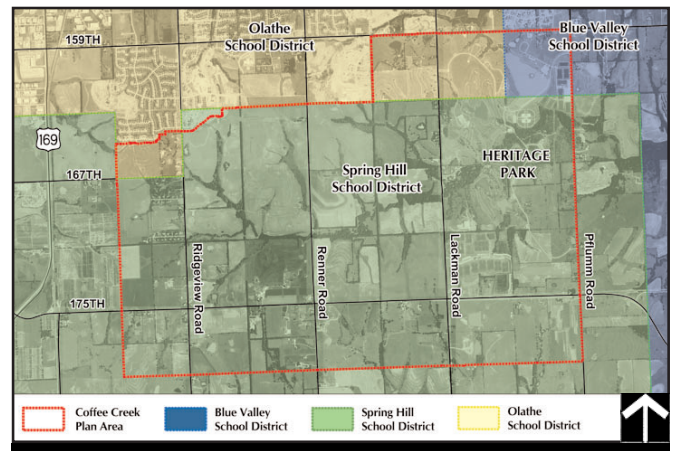 Olathe
School District
Blue Valley
School District
159TH
169
167TH
Spring Hill
School District
HERITAGE
PARK
Ridgeview Road
Renner Road
Lackman Road
Pflumm Road
175TH
Coffee Creek
Plan Area
Blue Valley
School District
Spring Hill
School District
Olathe
School District